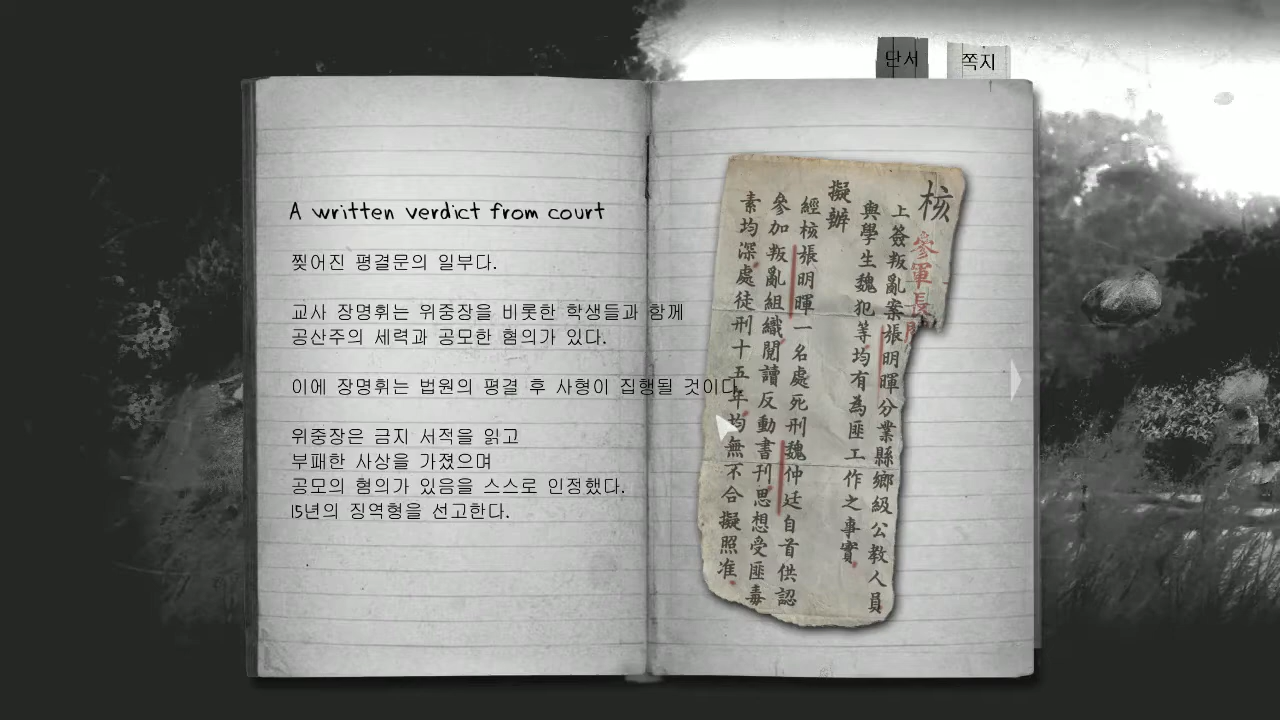 단서
쪽지
A written verdict from court
찢어진 평결문의 일부다.
교사 장명휘는 위중장을 비롯한 학생들과 함께
공산주의 세력과 공모한 혐의가 있다.
이에 장명휘는 법원의 평결 후 사형이 집행될 것이다.
위중장은 금지 서적을 읽고
부패한 사상을 가졌으며
공모의 혐의가 있음을 스스로 인정했다.
15년의 징역형을 선고한다.
核
參軍長
上簽叛亂案張明暉分業縣鄉級公教人員
與學生魏犯等均有為匪工作之事實
擬辦
經核張明暉一名處死刑魏仲廷自首供認
參加叛亂組織閱讀反動書刊思想受匪毒
素均深處徒刑十五年均無不合擬照准